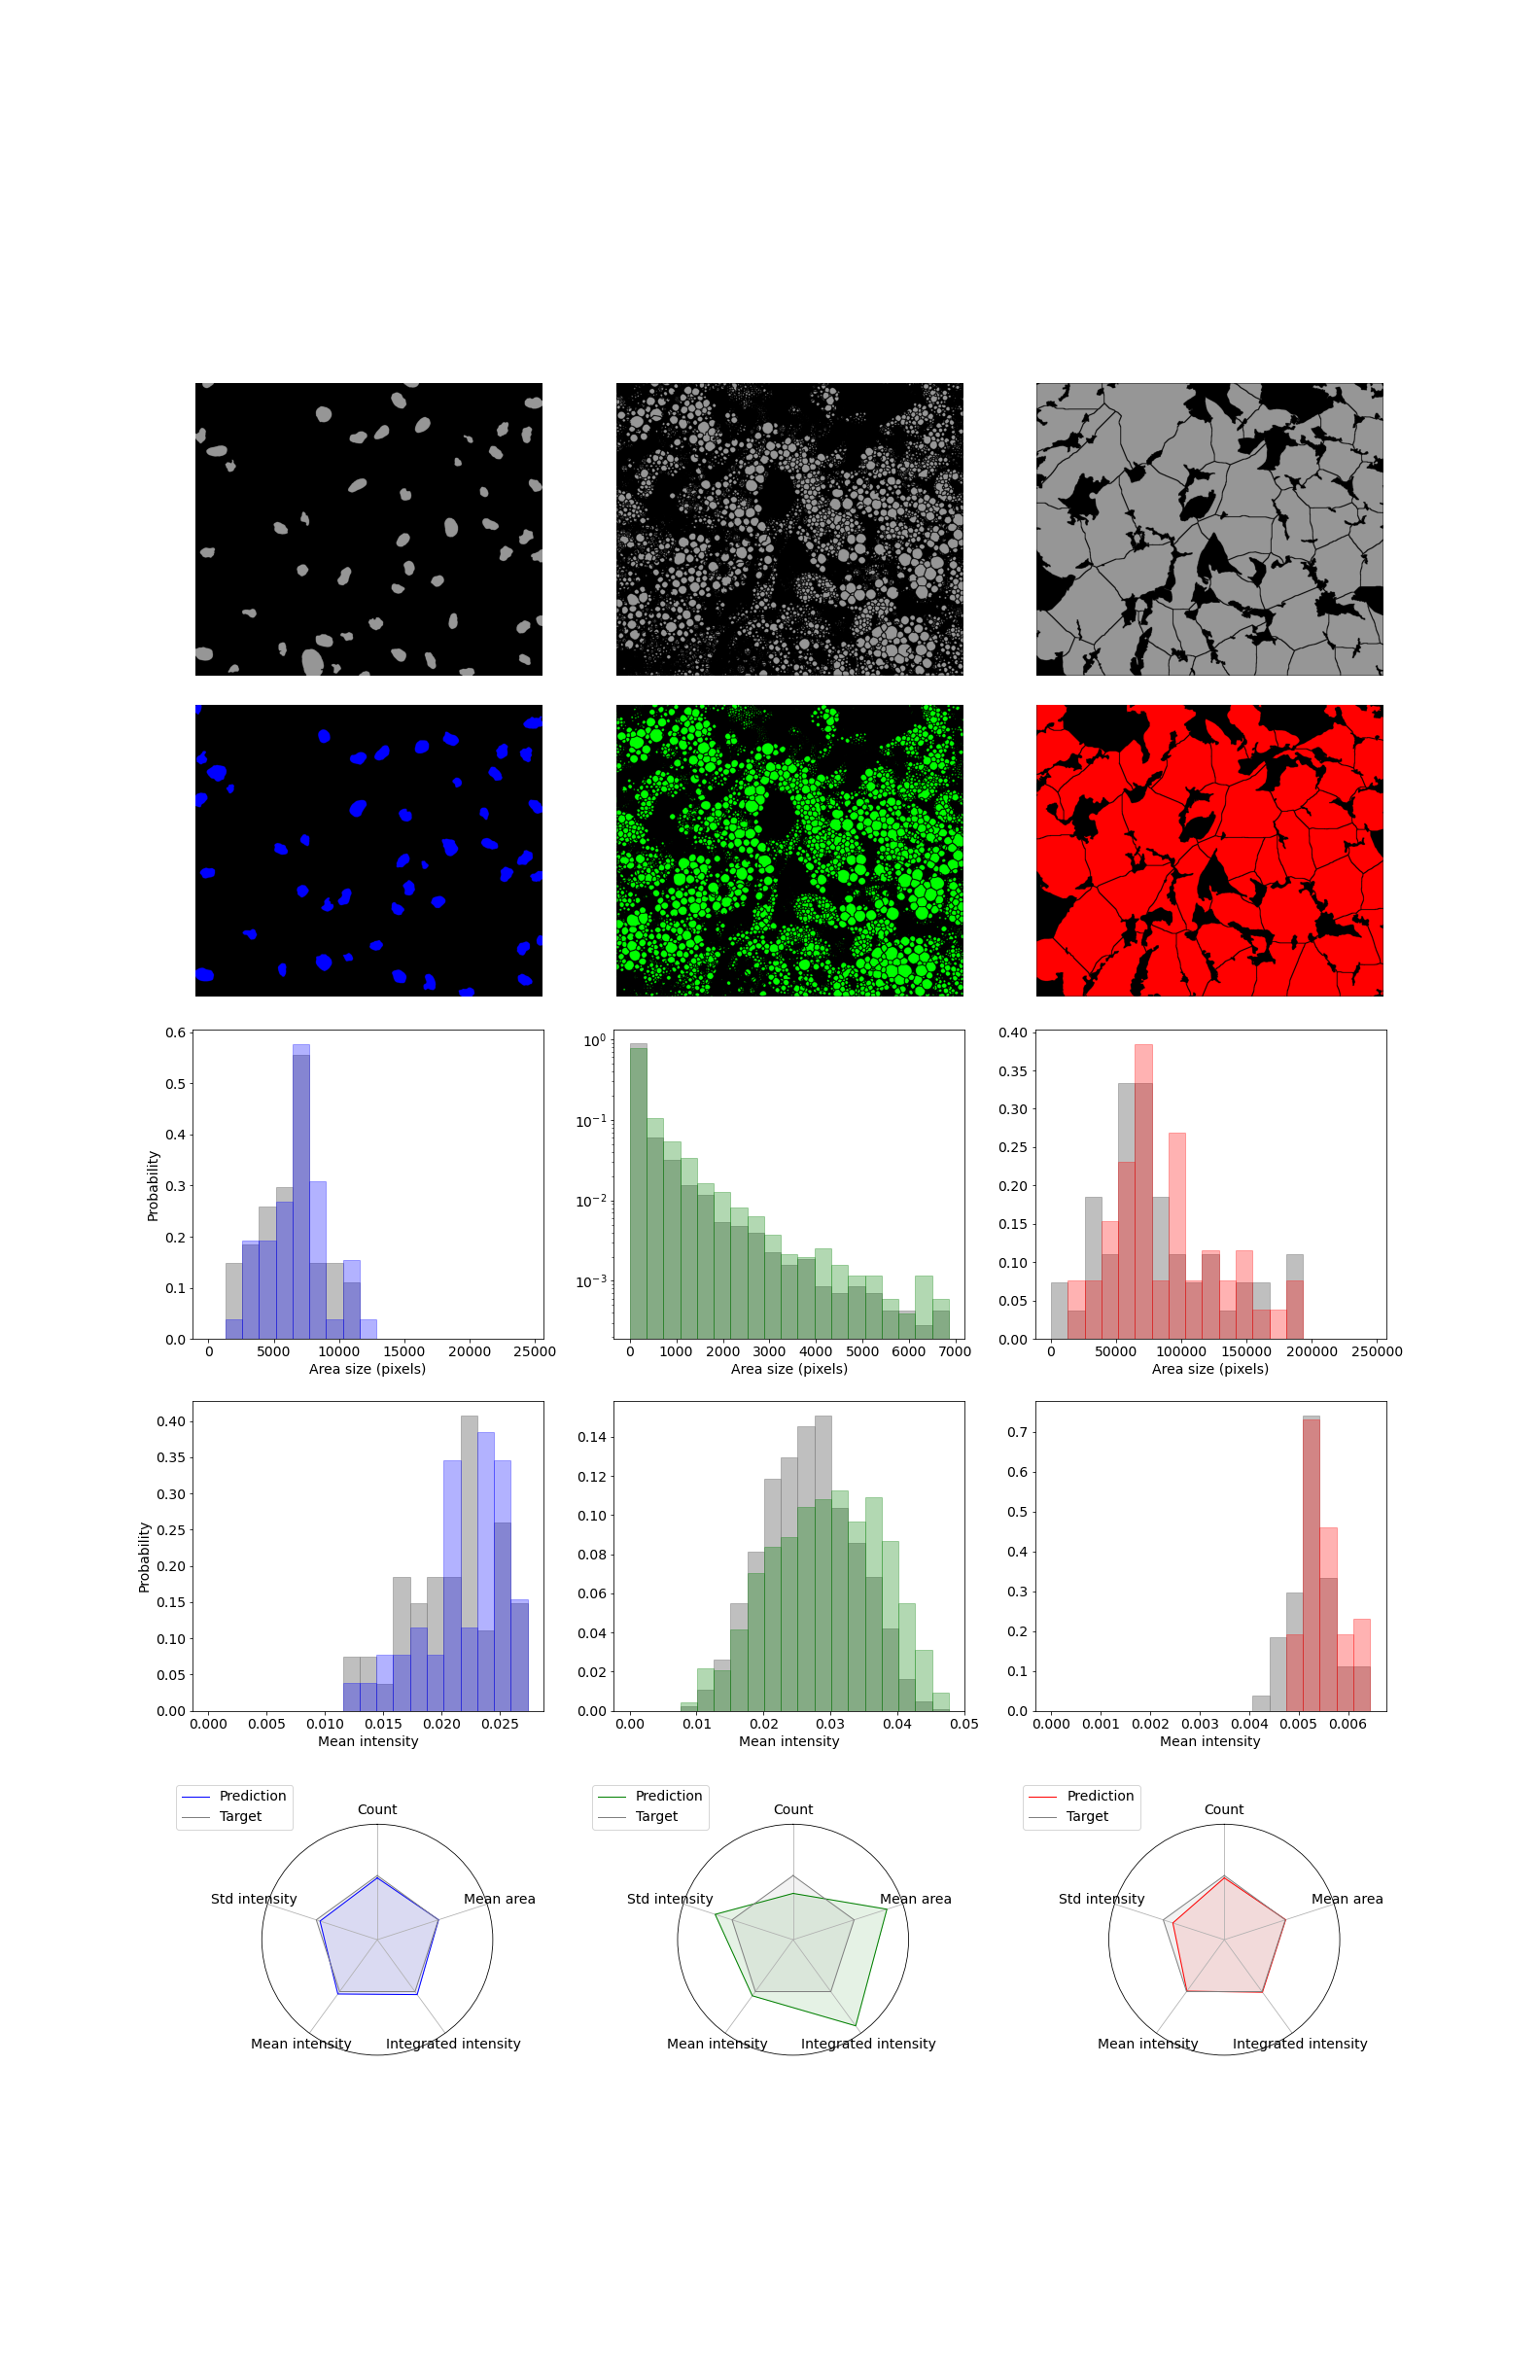 0.6
0.5
0.4
0.3
0.2
0.1
0.0
Probability
0 5000 10000 15000 20000 25000
Area size (pixels)
10⁰
10⁻¹
10⁻²
10⁻³
0 1000 2000 3000 4000 5000 6000 7000
Area size (pixels)
0.40
0.35
0.30
0.25
0.20
0.15
0.10
0.05
0.00
0 50000 100000 150000 200000 250000
Area size (pixels)
0.40
0.35
0.30
0.25
0.20
0.15
0.10
0.05
0.00
Probability
0.000 0.005 0.010 0.015 0.020 0.025
Mean intensity
0.14
0.12
0.10
0.08
0.06
0.04
0.02
0.00
0.00 0.01 0.02 0.03 0.04 0.05
Mean intensity
0.7
0.6
0.5
0.4
0.3
0.2
0.1
0.0
0.000 0.001 0.002 0.003 0.004 0.005 0.006
Mean intensity
Prediction
Target
Count
Std intensity
Mean area
Mean intensity
Integrated intensity
Prediction
Target
Count
Std intensity
Mean area
Mean intensity
Integrated intensity
Prediction
Target
Count
Std intensity
Mean area
Mean intensity
Integrated intensity